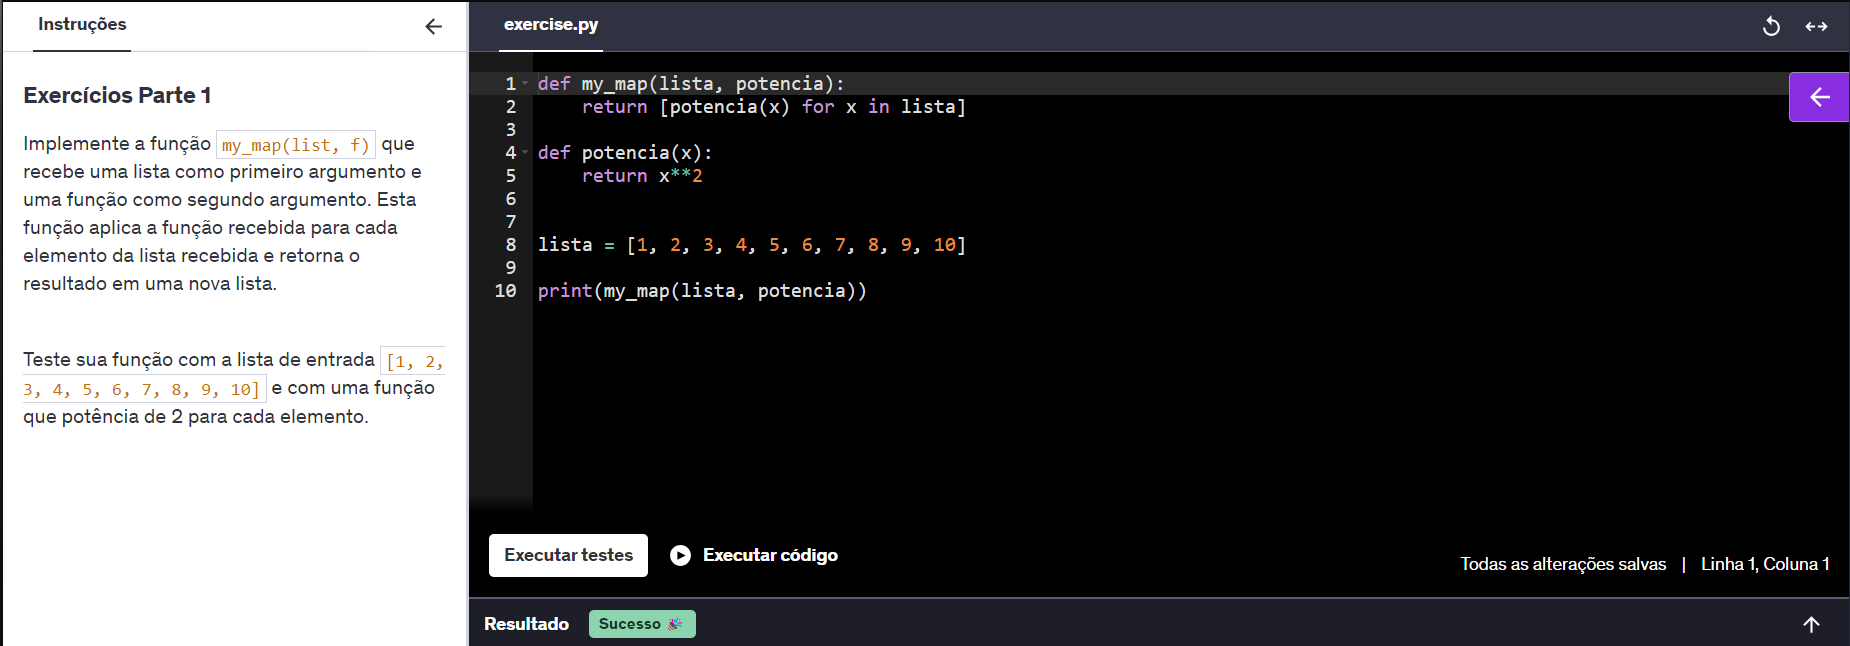 Instruções
exercise.py
Exercícios Parte 1
Implemente a função my_map(list, f) que
recebe uma lista como primeiro argumento e
uma função como segundo argumento. Esta
função aplica a função recebida para cada
elemento da lista recebida e retorna o
resultado em uma nova lista.
Teste sua função com a lista de entrada [1, 2,
3, 4, 5, 6, 7, 8, 9, 10] e com uma função
que potência de 2 para cada elemento.
1 def my_map(lista, potencia):
2     return [potencia(x) for x in lista]
3
4 def potencia(x):
5     return x**2
6
7
8 lista = [1, 2, 3, 4, 5, 6, 7, 8, 9, 10]
9
10 print(my_map(lista, potencia))
Executar testes Executar código
Todas as alterações salvas | Linha 1, Coluna 1
Resultado Sucesso 🎉